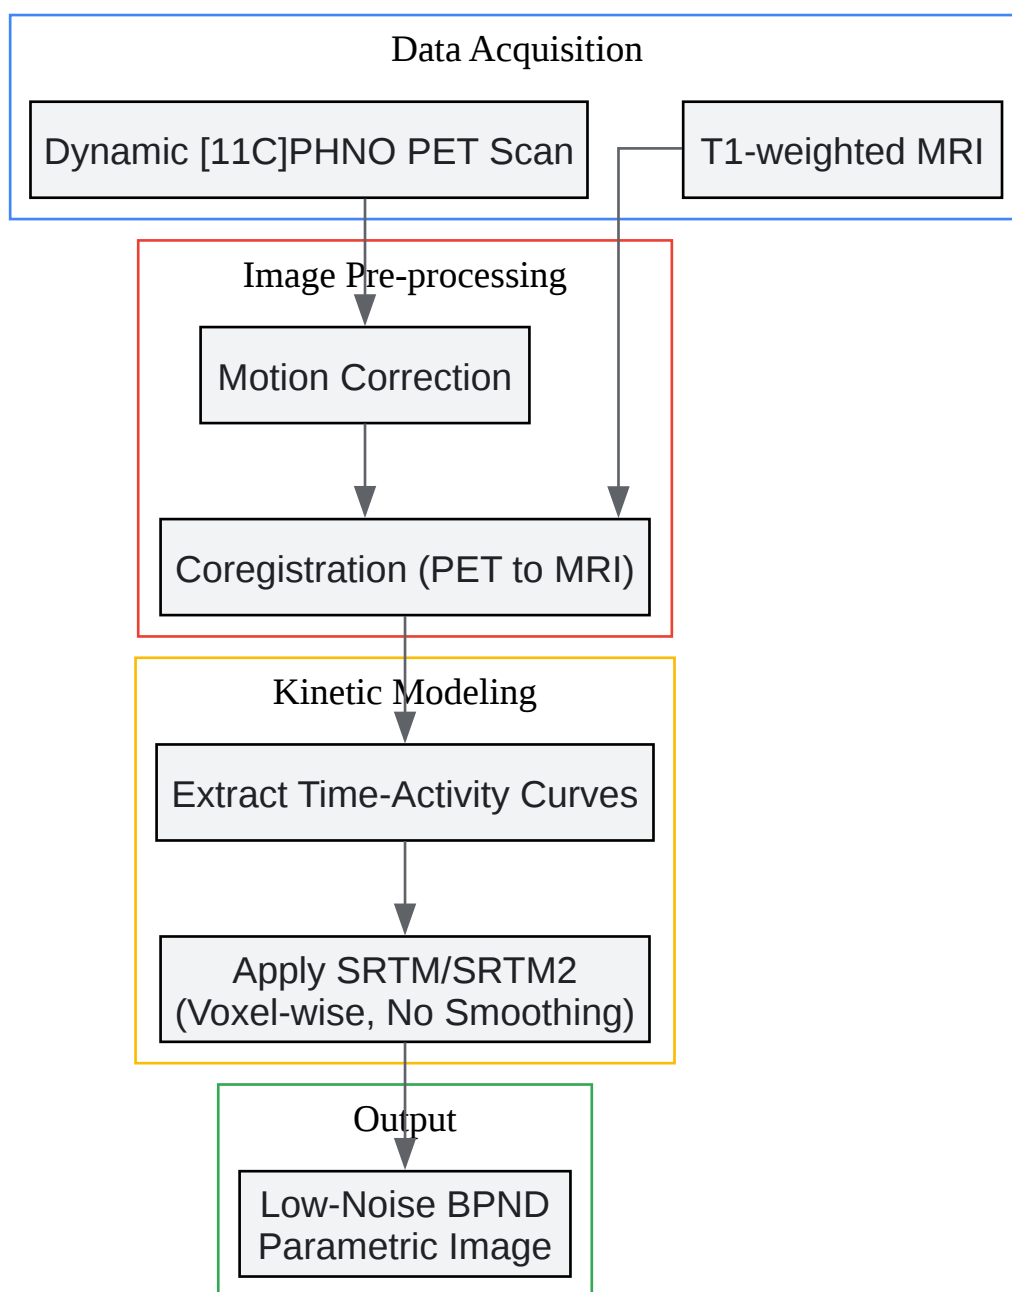 Data Acquisition
Dynamic [11C]PHNO PET Scan
T1-weighted MRI
Image Pre-processing
Motion Correction
Coregistration (PET to MRI)
Kinetic Modeling
Extract Time-Activity Curves
Apply SRTM/SRTM2
(Voxel-wise, No Smoothing)
Output
Low-Noise BPND
Parametric Image